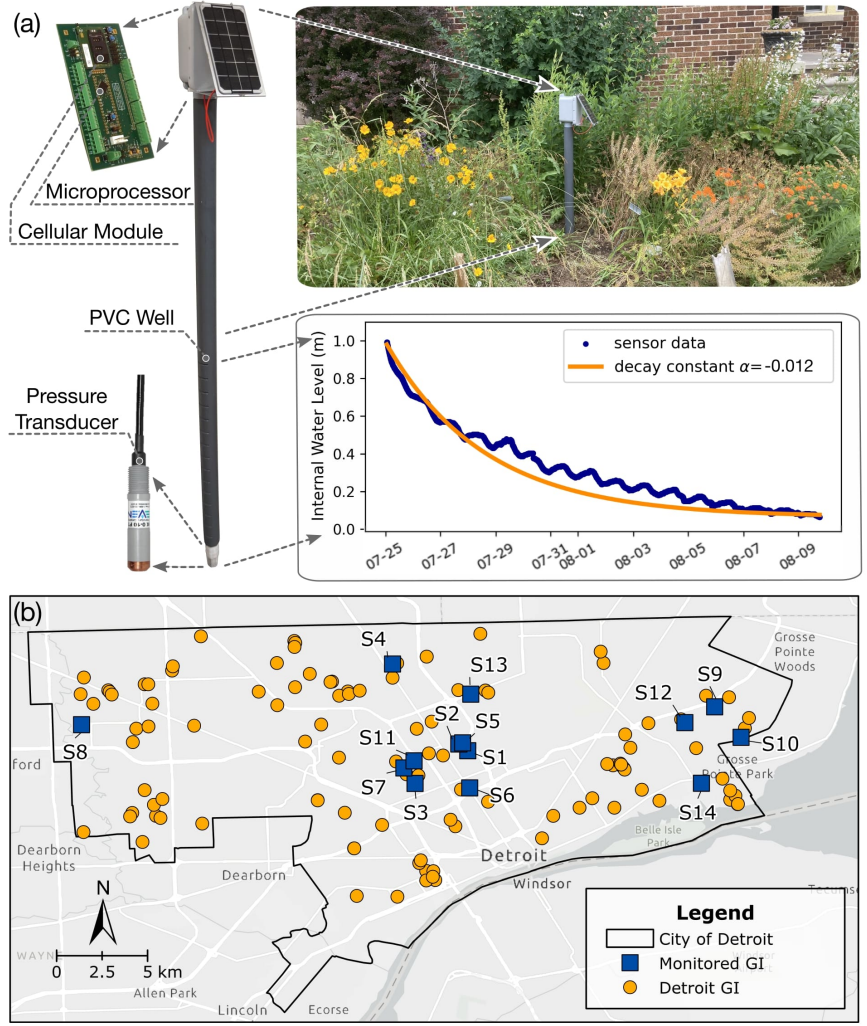 (a)
Microprocessor
Cellular Module
PVC Well
Pressure
Transducer
Internal Water Level (m)
1.0
0.8
0.6
0.4
0.2
0.0
sensor data
decay constant α=-0.012
07-25
07-27
07-29
07-31
08-01
08-03
08-05
08-07
08-09
(b)
S4
S13
Grosse
Pointe
Woods
S9
S12
S2
S5
S10
S8
S11
S1
ford
S7
Grosse
Pointe Park
S3
S6
S14
Belle Isle
Park
Dearborn
Heights
Detroit
Dearborn
Windsor
N
Legend
City of Detroit
WAYN
Monitored GI
0 2.5 5 km
Detroit GI
Allen Park
Lincoln
Ecorse